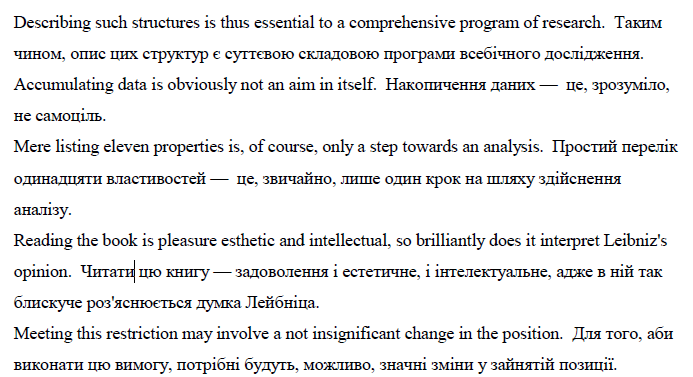 Describing such structures is thus essential to a comprehensive program of research.  Таким
чином, опис цих структур є суттєвою складовою програми всебічного дослідження.
Accumulating data is obviously not an aim in itself.  Накопичення даних —  це, зрозуміло,
не самоціль.
Mere listing eleven properties is, of course, only a step towards an analysis.  Простий перелік
одинадцяти властивостей —  це, звичайно, лише один крок на шляху здійснення
аналізу.
Reading the book is pleasure esthetic and intellectual, so brilliantly does it interpret Leibniz's
opinion.  Читати цю книгу — задоволення і естетичне, і інтелектуальне, адже в ній так
блискуче роз'яснюється думка Лейбніца.
Meeting this restriction may involve a not insignificant change in the position.  Для того, аби
виконати цю вимогу, потрібні будуть, можливо, значні зміни у зайнятій позиції.